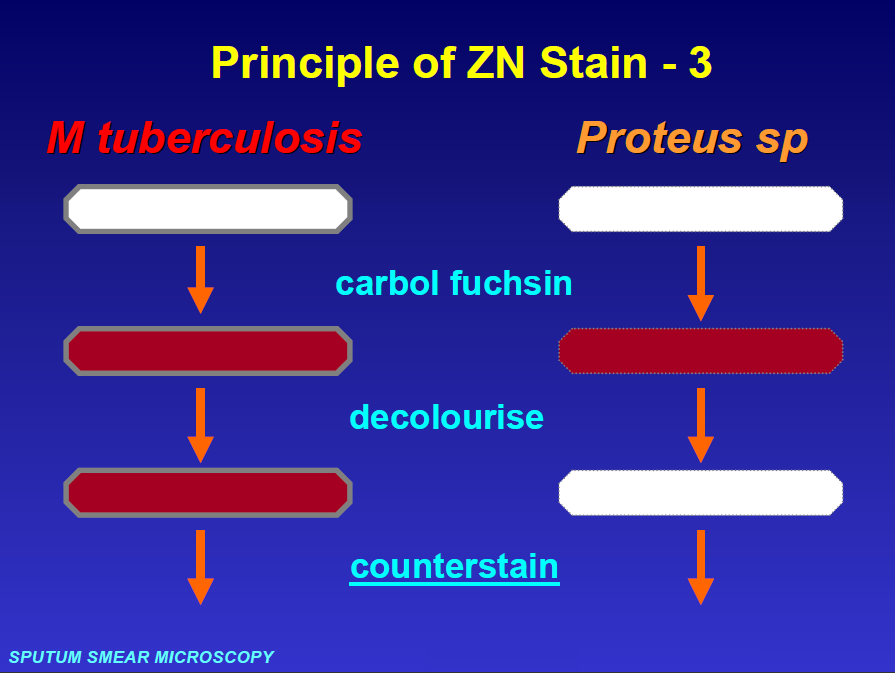 Principle of ZN Stain - 3
M tuberculosis
Proteus sp
carbol fuchsin
decolourise
counterstain
SPUTUM SMEAR MICROSCOPY